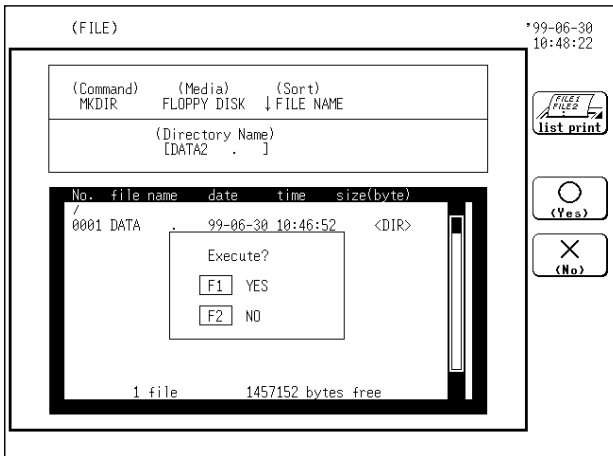 (FILE)
'99-06-30
10:48:22
(Command) (Media) (Sort)
MKDIR FLOPPY DISK ↓FILE NAME
(Directory Name)
[DATA2 . ]
FILE1
FILE2
:
list print
No. file name date time size(byte)
/
0001 DATA . 99-06-30 10:46:52 <DIR>
Execute?
F1 YES
F2 NO
(Yes)
(No)
1 file 1457152 bytes free